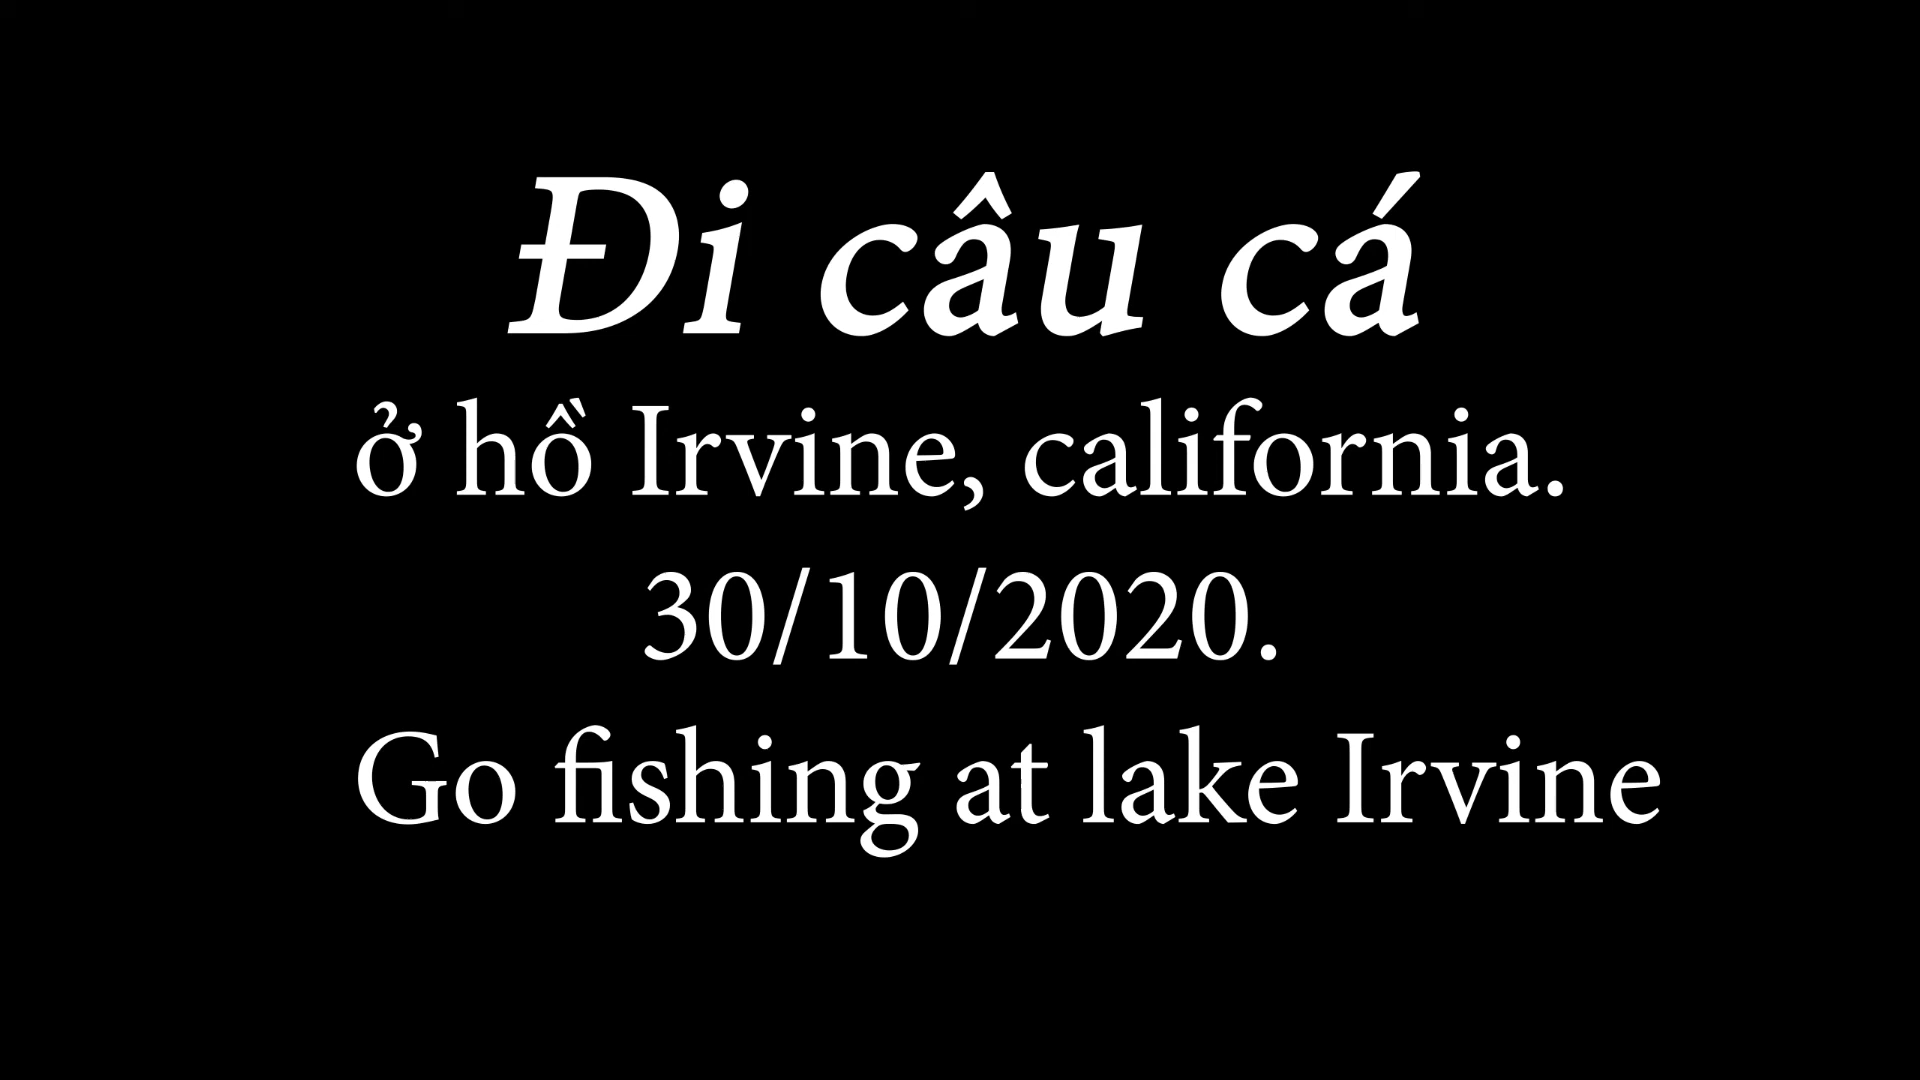 Đi câu cá
ở hồ Irvine, california.
30/10/2020.
Go fishing at lake Irvine